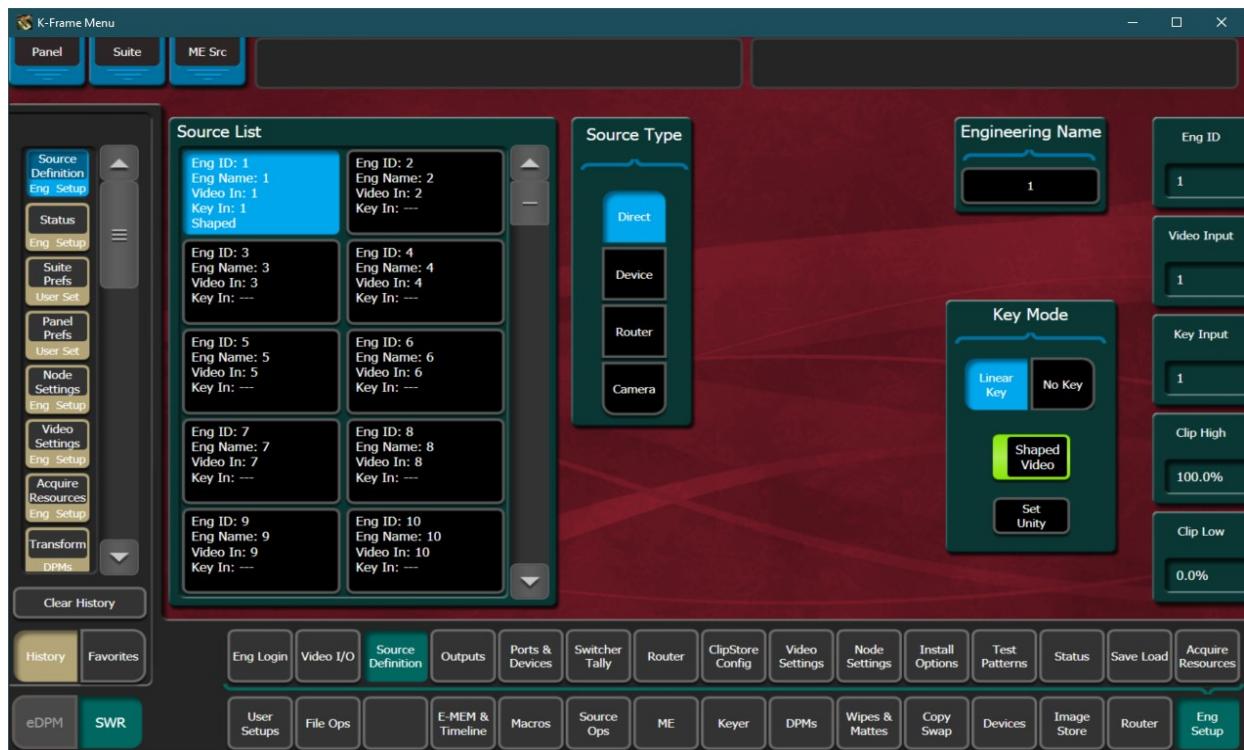 K-Frame Menu
Panel
Suite
ME Src
Source
Definition
Eng Setup
Status
Eng Setup
Suite
Prefs
User Set
Panel
Prefs
User Set
Node
Settings
Eng Setup
Video
Settings
Eng Setup
Acquire
Resources
Eng Setup
Transform
DPMs
Clear History
History
Favorites
eDPM
SWR
Source List
Eng ID: 1
Eng Name: 1
Video In: 1
Key In: 1
Shaped
Eng ID: 2
Eng Name: 2
Video In: 2
Key In: ---
Eng ID: 3
Eng Name: 3
Video In: 3
Key In: ---
Eng ID: 4
Eng Name: 4
Video In: 4
Key In: ---
Eng ID: 5
Eng Name: 5
Video In: 5
Key In: ---
Eng ID: 6
Eng Name: 6
Video In: 6
Key In: ---
Eng ID: 7
Eng Name: 7
Video In: 7
Key In: ---
Eng ID: 8
Eng Name: 8
Video In: 8
Key In: ---
Eng ID: 9
Eng Name: 9
Video In: 9
Key In: ---
Eng ID: 10
Eng Name: 10
Video In: 10
Key In: ---
Source Type
Direct
Device
Router
Camera
Engineering Name
1
Key Mode
Linear
Key
No Key
Shaped
Video
Set
Unity
Eng ID
1
Video Input
1
Key Input
1
Clip High
100.0%
Clip Low
0.0%
Eng Login
Video I/O
Source
Definition
Outputs
Ports &
Devices
Switcher
Tally
Router
ClipStore
Config
Video
Settings
Node
Settings
Install
Options
Test
Patterns
Status
Save Load
Acquire
Resources
User
Setups
File Ops
E-MEM &
Timeline
Macros
Source
Ops
ME
Keyer
DPMs
Wipes &
Mattes
Copy
Swap
Devices
Image
Store
Router
Eng
Setup